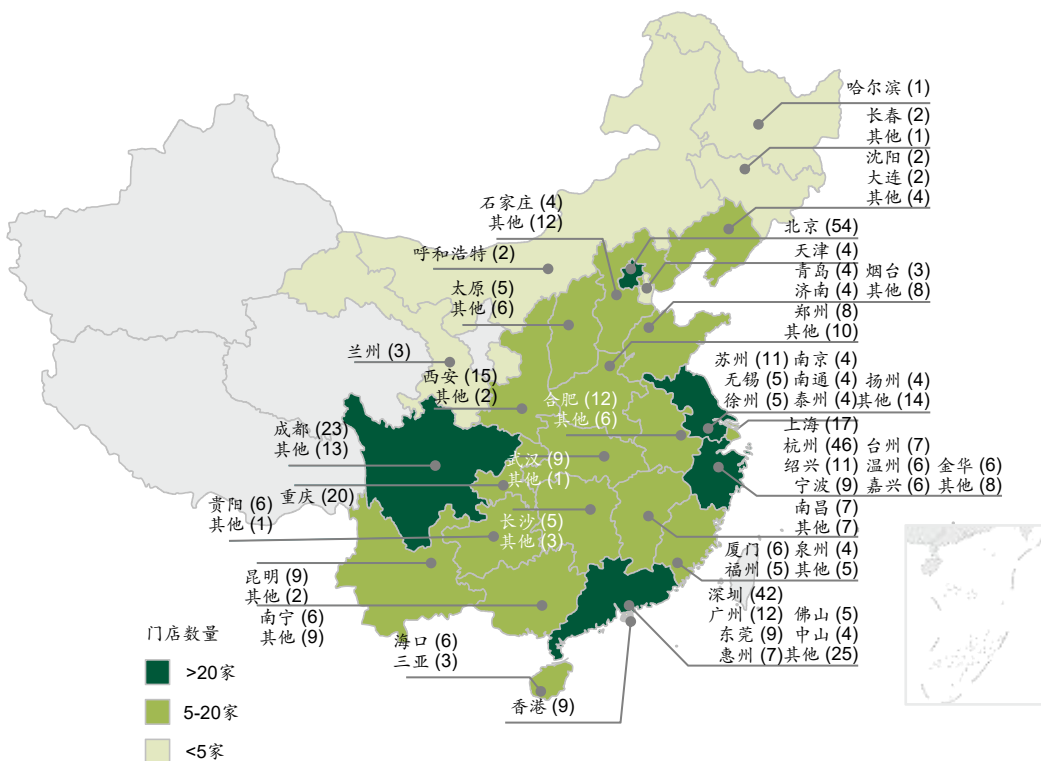 哈尔滨 (1)
长春 (2)
其他 (1)
沈阳 (2)
大连 (2)
其他 (4)
石家庄 (4)
其他 (12)
北京 (54)
呼和浩特 (2)
天津 (4)
青岛 (4) 烟台 (3)
济南 (4) 其他 (8)
太原 (5)
其他 (6)
郑州 (8)
其他 (10)
兰州 (3)
苏州 (11) 南京 (4)
无锡 (5) 南通 (4) 扬州 (4)
徐州 (5) 泰州 (4) 其他 (14)
西安 (15)
其他 (2)
合肥 (12)
其他 (6)
上海 (17)
成都 (23)
其他 (13)
杭州 (46) 台州 (7)
绍兴 (11) 温州 (6) 金华 (6)
宁波 (9) 嘉兴 (6) 其他 (8)
武汉 (9)
其他 (1)
重庆 (20)
贵阳 (6)
其他 (1)
南昌 (7)
其他 (7)
长沙 (5)
其他 (3)
厦门 (6) 泉州 (4)
福州 (5) 其他 (5)
昆明 (9)
其他 (2)
深圳 (42)
广州 (12) 佛山 (5)
东莞 (9) 中山 (4)
惠州 (7) 其他 (25)
南宁 (6)
其他 (9)
海口 (6)
三亚 (3)
香港 (9)
门店数量
>20家
5-20家
<5家